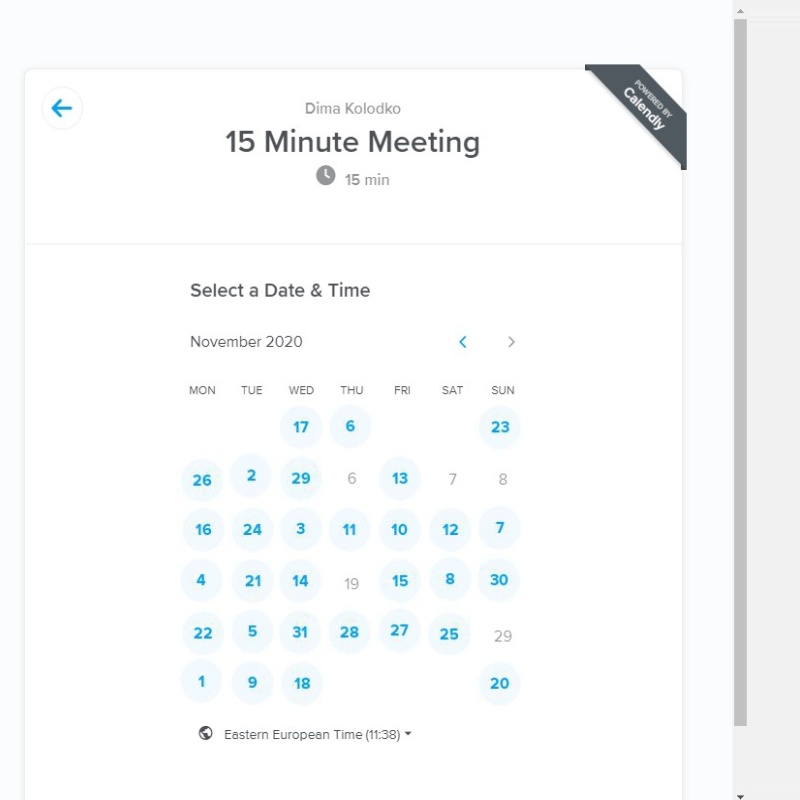 POWERED BY
Calendly
Dima Kolodko
15 Minute Meeting
15 min
Select a Date & Time
November 2020
MON TUE WED THU FRI SAT SUN
17 6 23
26 2 29 6 13 7 8
16 24 3 11 10 12 7
4 21 14 19 15 8 30
22 5 31 28 27 25 29
1 9 18 20
Eastern European Time (11:38)